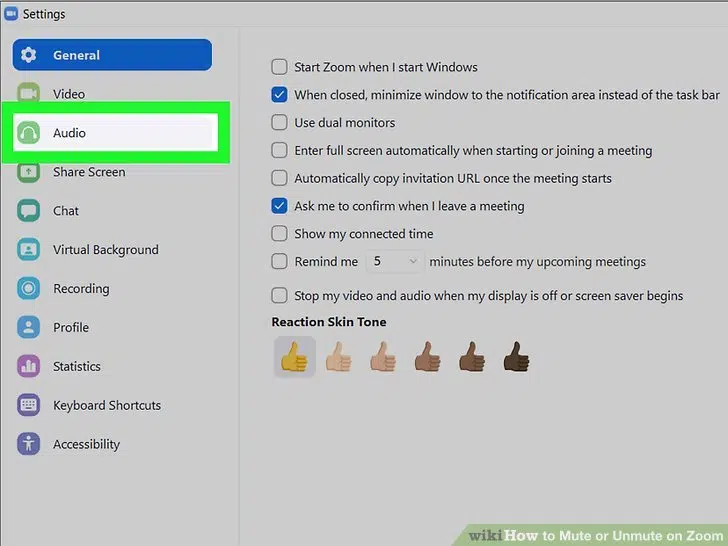 Settings
General
Video
Audio
Share Screen
Chat
Virtual Background
Recording
Profile
Statistics
Keyboard Shortcuts
Accessibility
Start Zoom when I start Windows
When closed, minimize window to the notification area instead of the task bar
Use dual monitors
Enter full screen automatically when starting or joining a meeting
Automatically copy invitation URL once the meeting starts
Ask me to confirm when I leave a meeting
Show my connected time
Remind me 5 minutes before my upcoming meetings
Stop my video and audio when my display is off or screen saver begins
Reaction Skin Tone
wikiHow to Mute or Unmute on Zoom